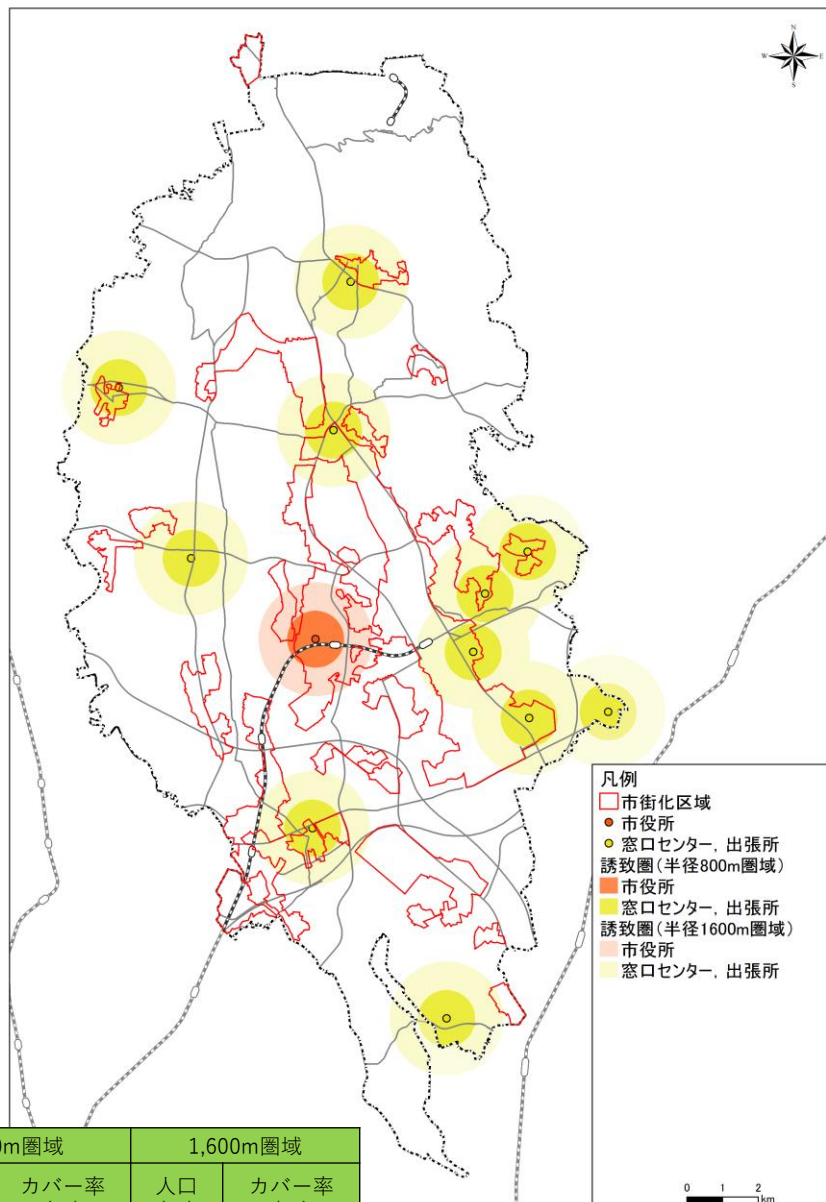 N
W E
S
凡例
市街化区域
市役所
窓口センター，出張所
誘致圏（半径800m圏域）
市役所
窓口センター，出張所
誘致圏（半径1600m圏域）
市役所
窓口センター，出張所
0m圏域 1,600m圏域
カバー率 人口 カバー率
0 1 2
km